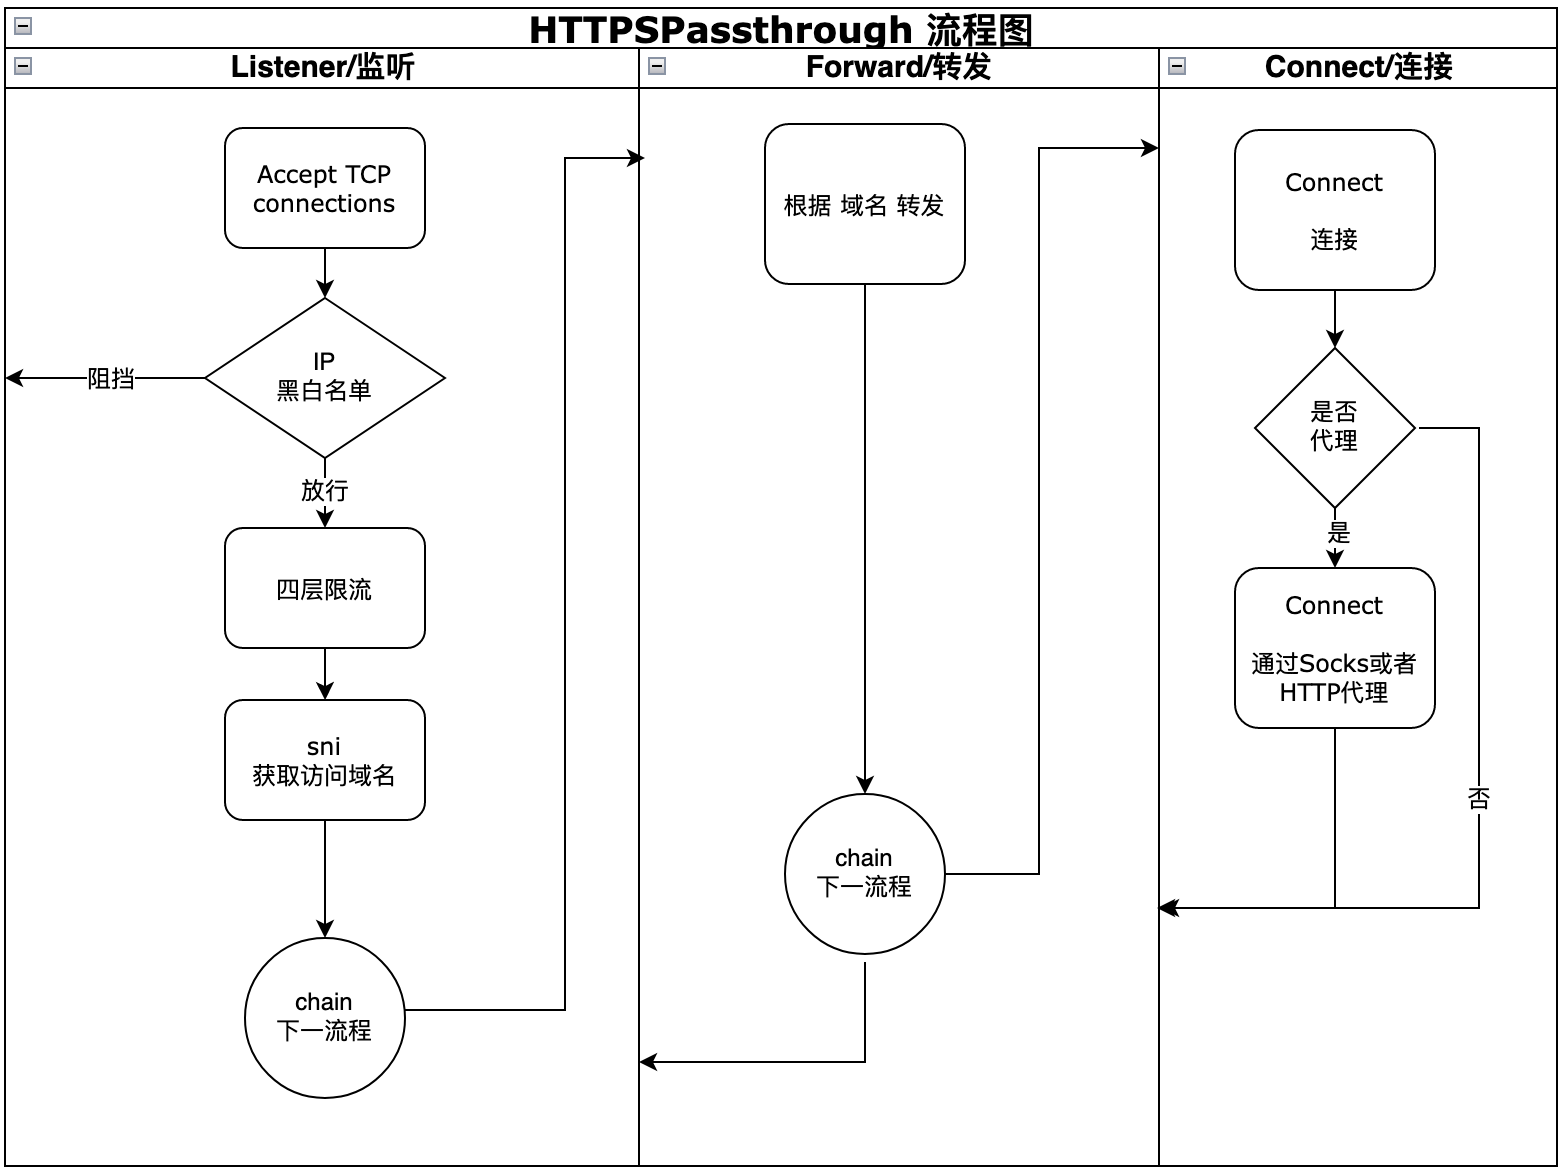 HTTPSPassthrough 流程图
Listener/监听
Forward/转发
Connect/连接
Accept TCP
connections
IP
黑白名单
阻挡
放行
四层限流
sni
获取访问域名
chain
下一流程
根据 域名 转发
chain
下一流程
Connect
连接
是否
代理
是
Connect
通过Socks或者
HTTP代理
否